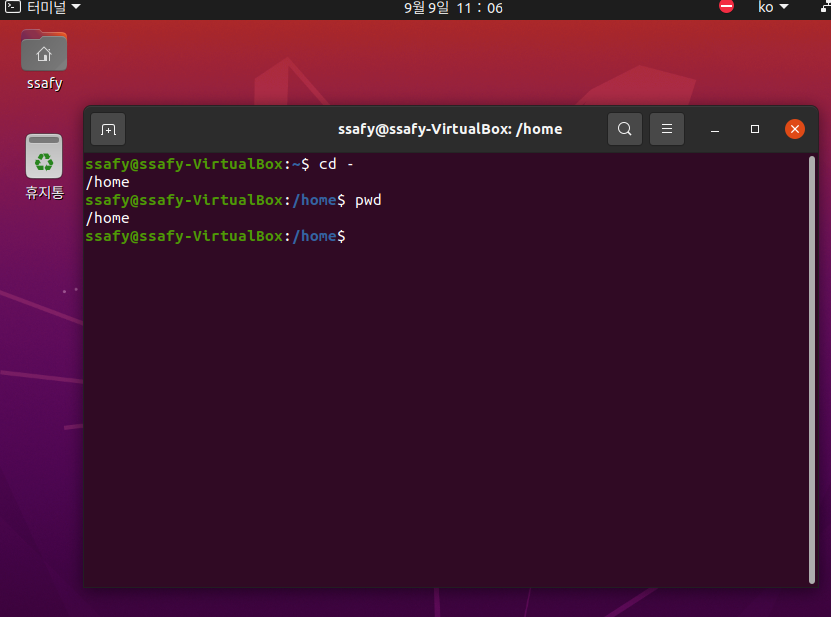 터미널
9월 9일 11 : 06
ko
ssafy
휴지통
ssafy@ssafy-VirtualBox: /home
ssafy@ssafy-VirtualBox:~$ cd -
/home
ssafy@ssafy-VirtualBox:/home$ pwd
/home
ssafy@ssafy-VirtualBox:/home$